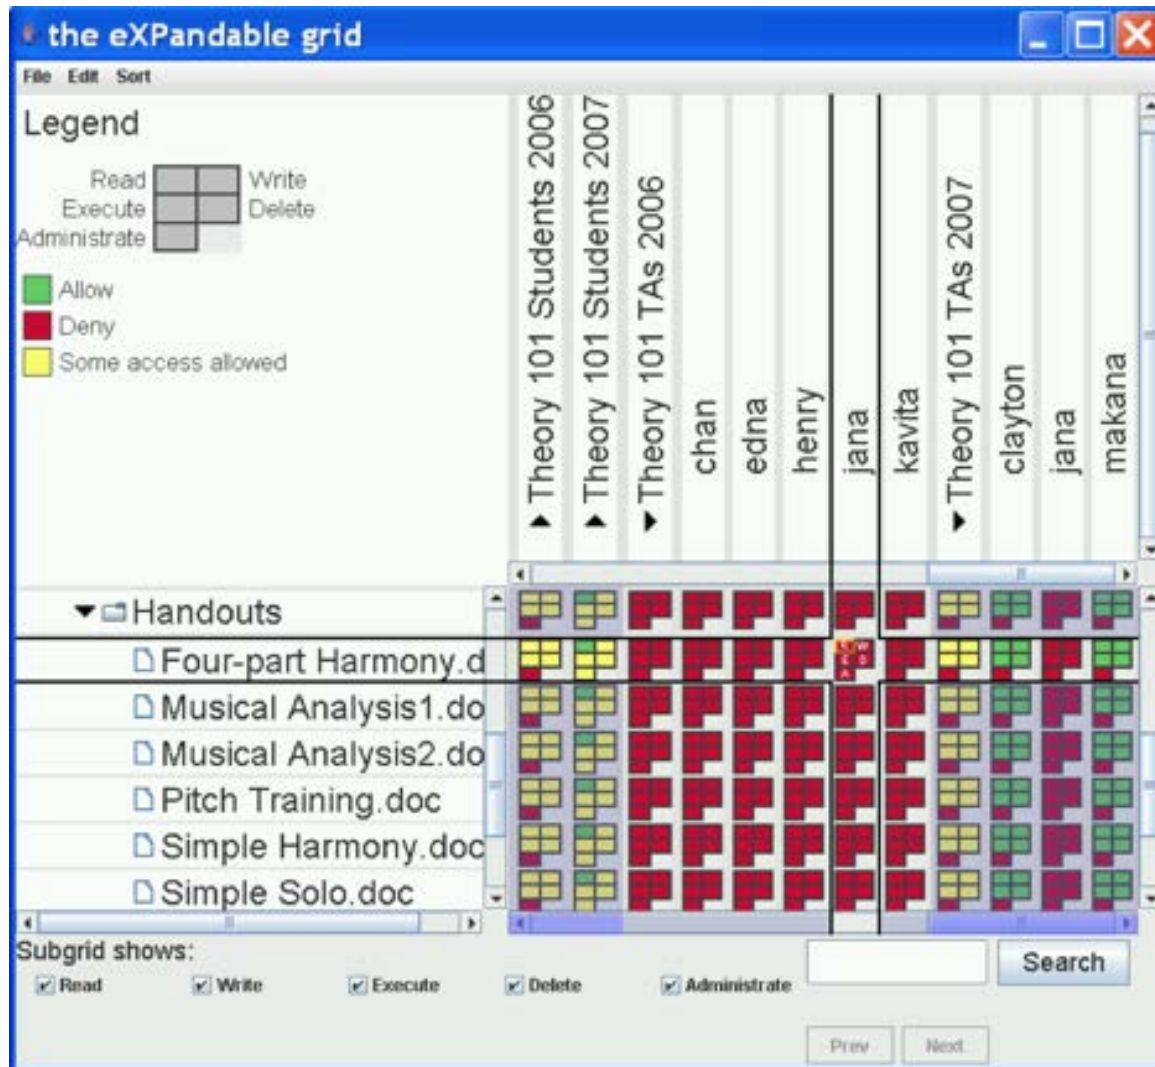 the eXPandable grid
File Edit Sort
Legend
Read Write
Execute Delete
Administrate
Allow
Deny
Some access allowed
Theory 101 Students 2006
Theory 101 Students 2007
Theory 101 TAs 2006
chan
edna
henry
jana
kavita
Theory 101 TAs 2007
clayton
jana
makana
Handouts
Four-part Harmony.d
Musical Analysis1.do
Musical Analysis2.do
Pitch Training.doc
Simple Harmony.doc
Simple Solo.doc
Subgrid shows:
Read Write Execute Delete Administrate
Search
Prev Next